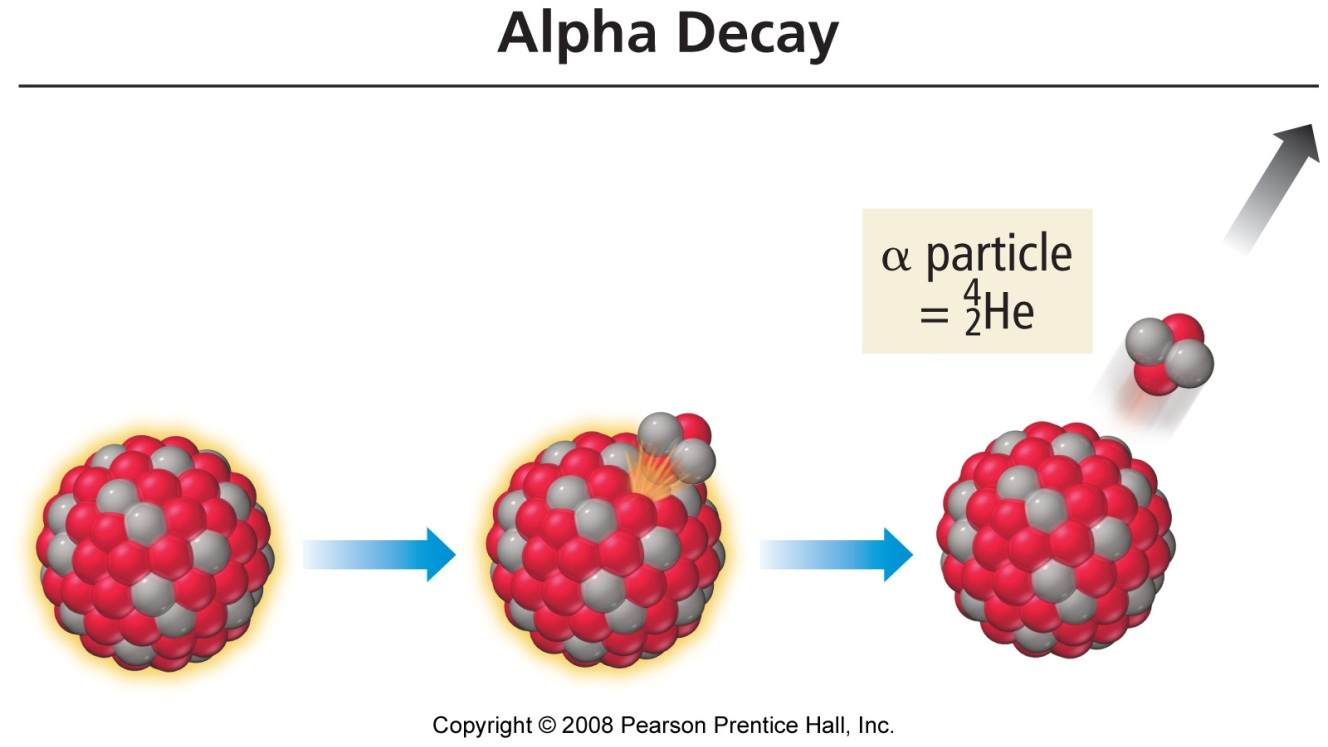 Alpha Decay
α particle
= ⁴₂He
Copyright © 2008 Pearson Prentice Hall, Inc.